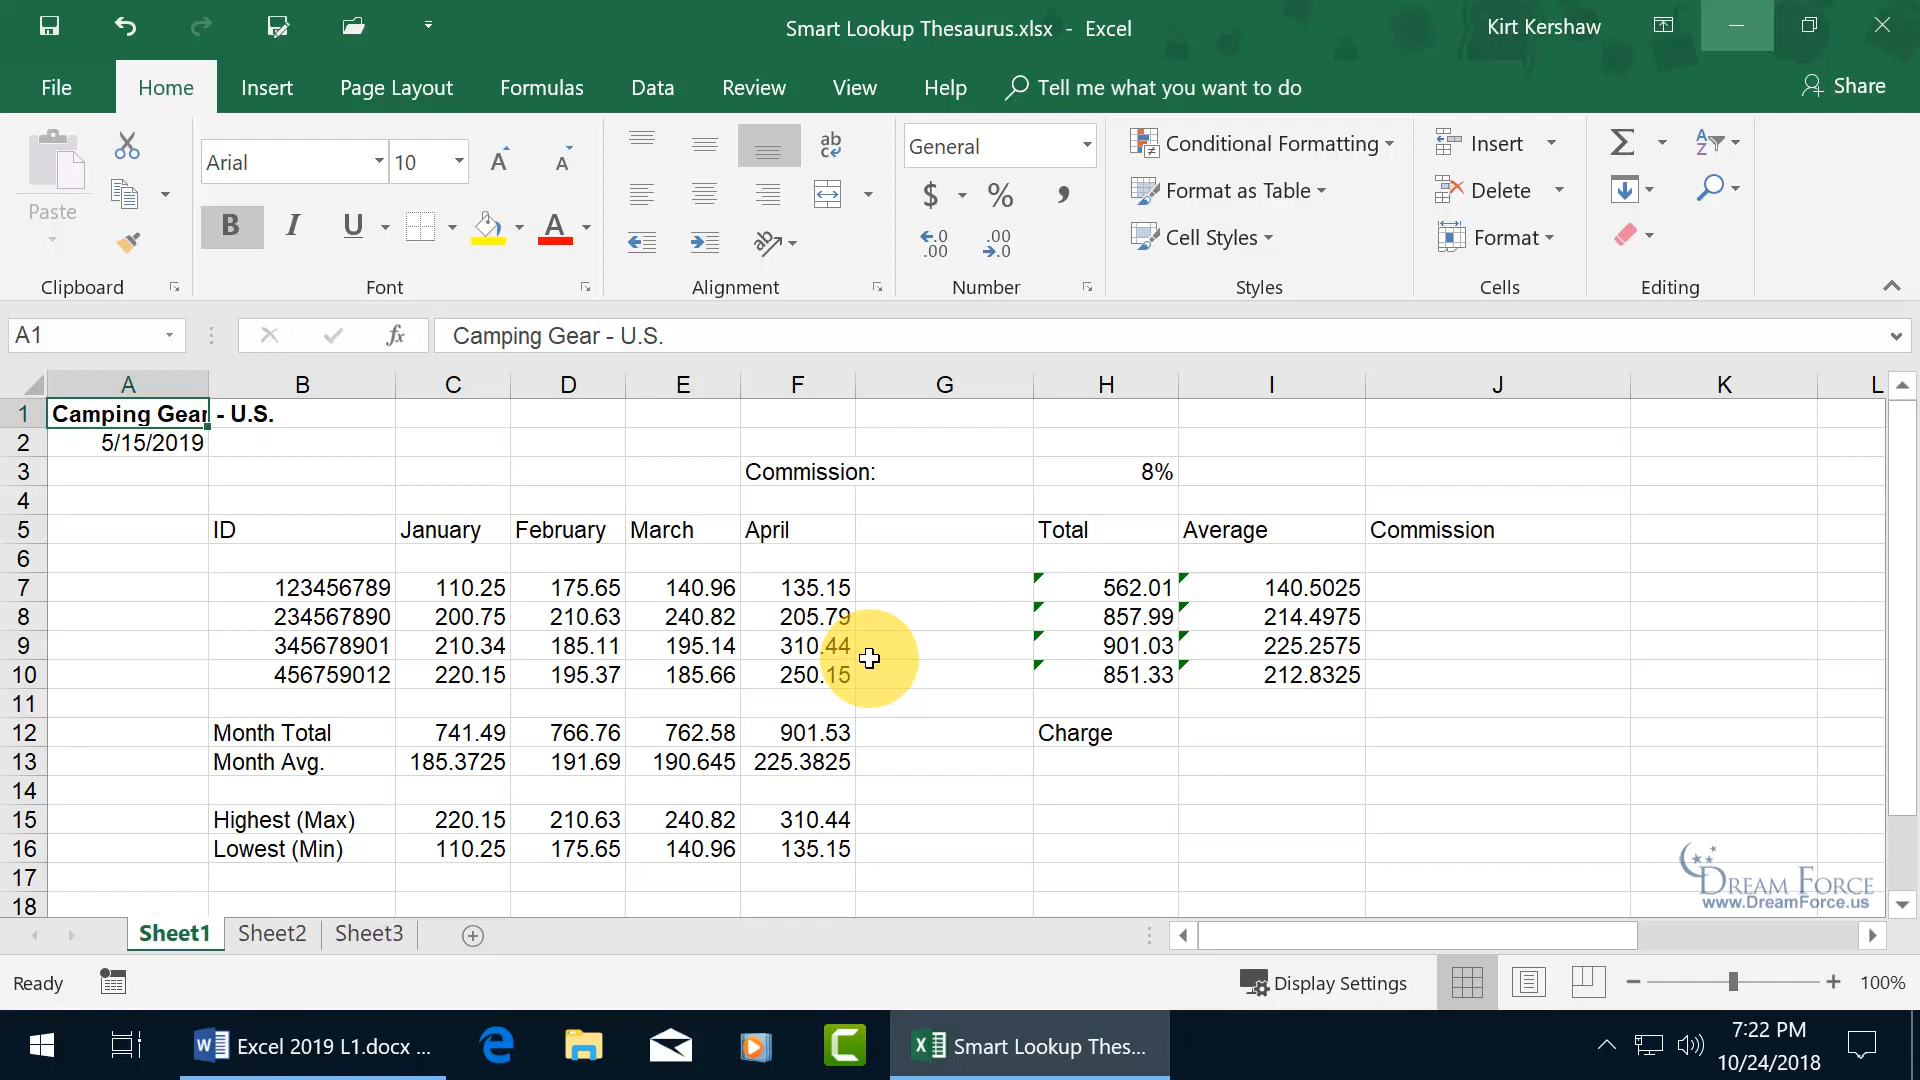 Smart Lookup Thesaurus.xlsx - Excel
Kirt Kershaw
File Home Insert Page Layout Formulas Data Review View Help Tell me what you want to do Share
Paste
Clipboard
Arial 10
B I U A
Font
ab
Alignment
General
$ % ,
Number
Conditional Formatting
Format as Table
Cell Styles
Styles
Insert
Delete
Format
Cells
Editing
A1 fx Camping Gear - U.S.
A B C D E F G H I J K L
1 Camping Gear - U.S.
2 5/15/2019
3 Commission: 8%
4
5 ID January February March April Total Average Commission
6
7 123456789 110.25 175.65 140.96 135.15 562.01 140.5025
8 234567890 200.75 210.63 240.82 205.79 857.99 214.4975
9 345678901 210.34 185.11 195.14 310.44 901.03 225.2575
10 456759012 220.15 195.37 185.66 250.15 851.33 212.8325
11
12 Month Total 741.49 766.76 762.58 901.53 Charge
13 Month Avg. 185.3725 191.69 190.645 225.3825
14
15 Highest (Max) 220.15 210.63 240.82 310.44
16 Lowest (Min) 110.25 175.65 140.96 135.15
17
18
DREAM FORCE
www.DreamForce.us
Sheet1 Sheet2 Sheet3
Ready Display Settings 100%
Excel 2019 L1.docx ... Smart Lookup Thes...
7:22 PM
10/24/2018